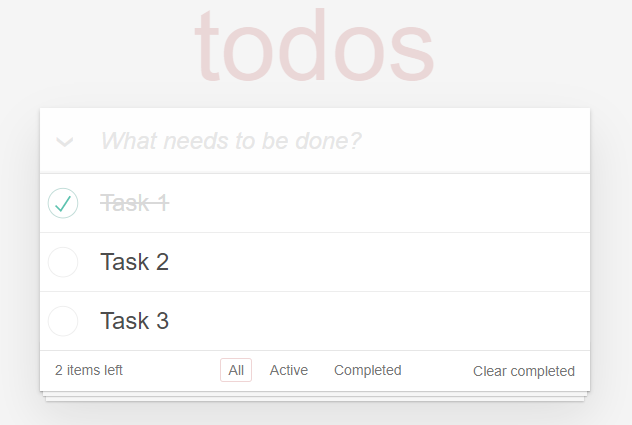 todos
What needs to be done?
Task 1
Task 2
Task 3
2 items left All Active Completed Clear completed